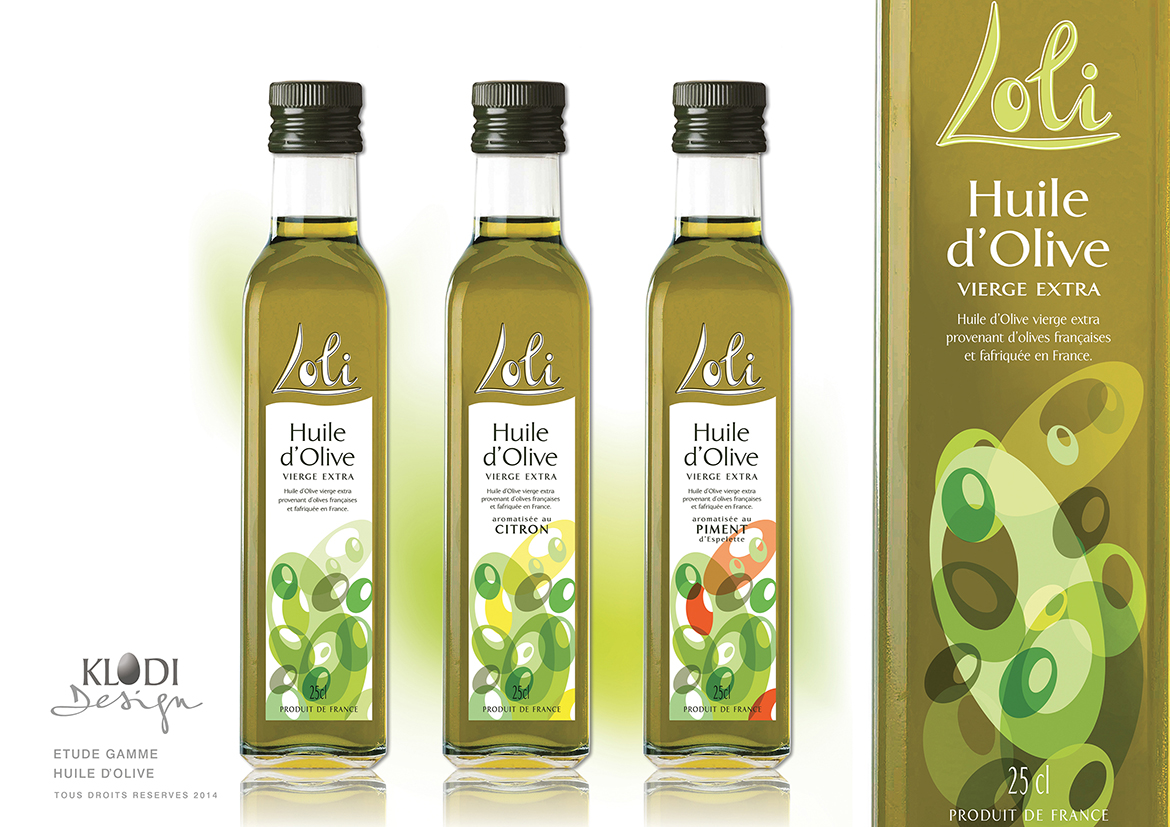 Loli
Huile
d'Olive
VIERGE EXTRA
Huile d'Olive vierge extra
provenant d'olives françaises
et fafriquée en France.
25cl
PRODUIT DE FRANCE
Loli
Huile
d'Olive
VIERGE EXTRA
Huile d'Olive vierge extra
provenant d'olives françaises
et fafriquée en France.
aromatisée au
CITRON
25cl
PRODUIT DE FRANCE
Loli
Huile
d'Olive
VIERGE EXTRA
Huile d'Olive vierge extra
provenant d'olives françaises
et fafriquée en France.
aromatisée au
PIMENT
d'Espelette
25cl
PRODUIT DE FRANCE
Loli
Huile
d'Olive
VIERGE EXTRA
Huile d'Olive vierge extra
provenant d'olives françaises
et fafriquée en France.
25 cl
PRODUIT DE FRANCE
KLODI
Design
ETUDE GAMME
HUILE D'OLIVE
TOUS DROITS RESERVES 2014